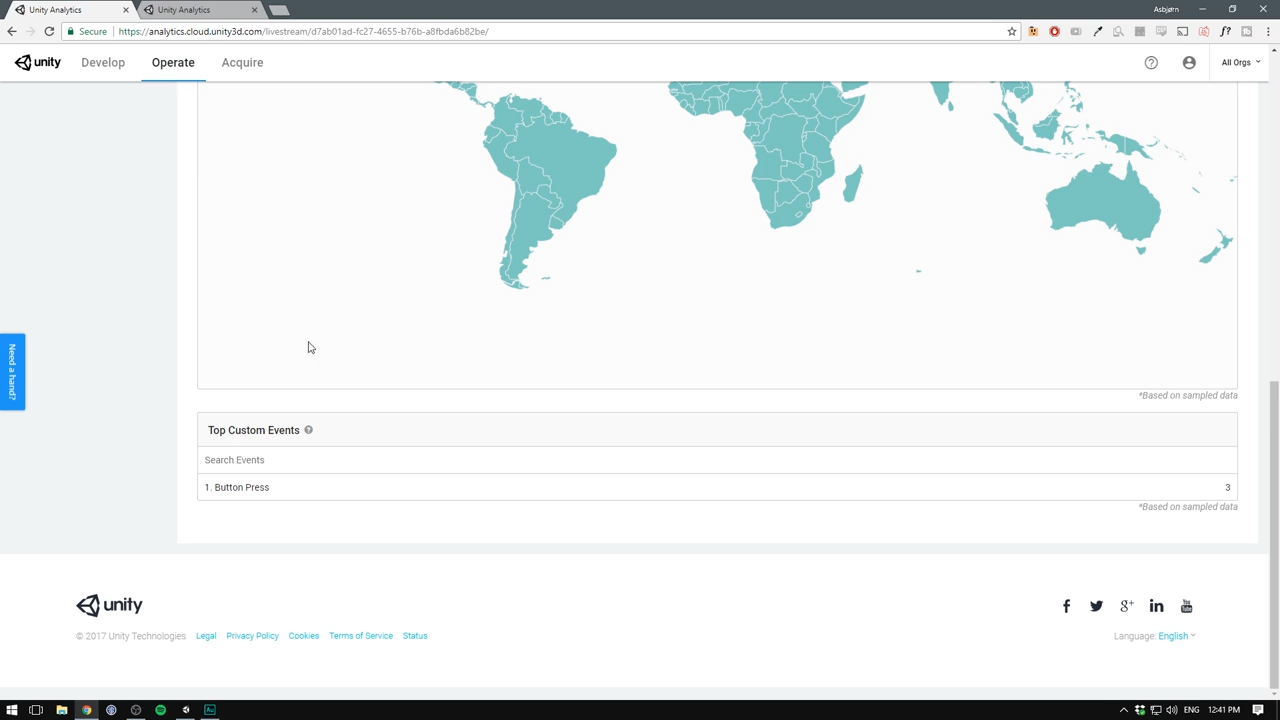 Unity Analytics
Unity Analytics
Asbjørn
Secure
https://analytics.cloud.unity3d.com/livestream/d7ab01ad-fc27-4655-b76b-a8fbda6b82be/
f?
unity
Develop
Operate
Acquire
All Orgs
Need a hand?
*Based on sampled data
Top Custom Events
Search Events
1. Button Press
3
*Based on sampled data
unity
© 2017 Unity Technologies
Legal
Privacy Policy
Cookies
Terms of Service
Status
Language: English
ENG
12:41 PM